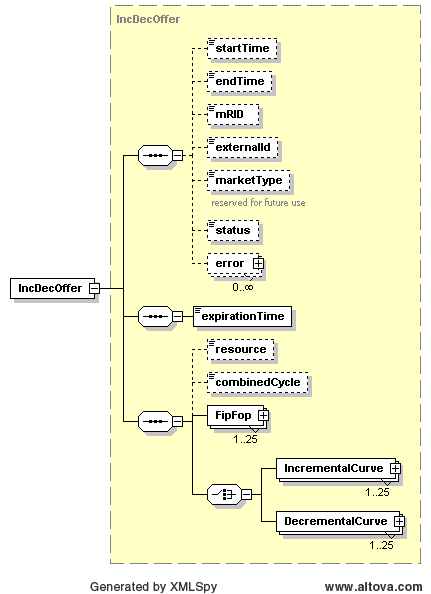 IncDecOffer
startTime
endTime
mRID
externalId
marketType
reserved for future use
status
error
0..∞
IncDecOffer
expirationTime
resource
combinedCycle
FipFop
1..25
IncrementalCurve
1..25
DecrementalCurve
1..25
Generated by XMLSpy
www.altova.com